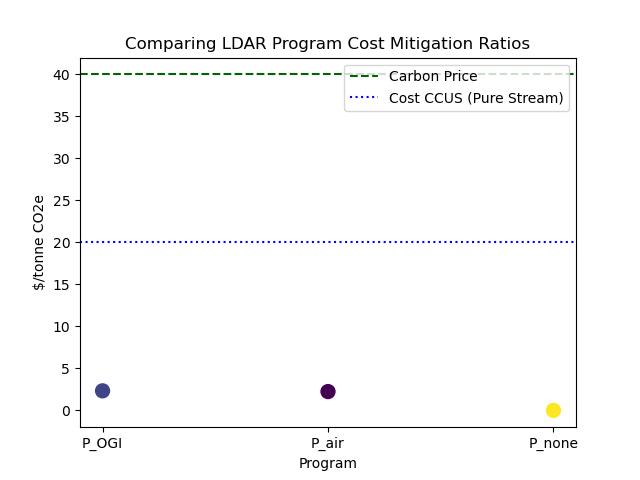 Comparing LDAR Program Cost Mitigation Ratios
$/tonne CO2e
40
35
30
25
20
15
10
5
0
Carbon Price
Cost CCUS (Pure Stream)
P_OGI
P_air
P_none
Program